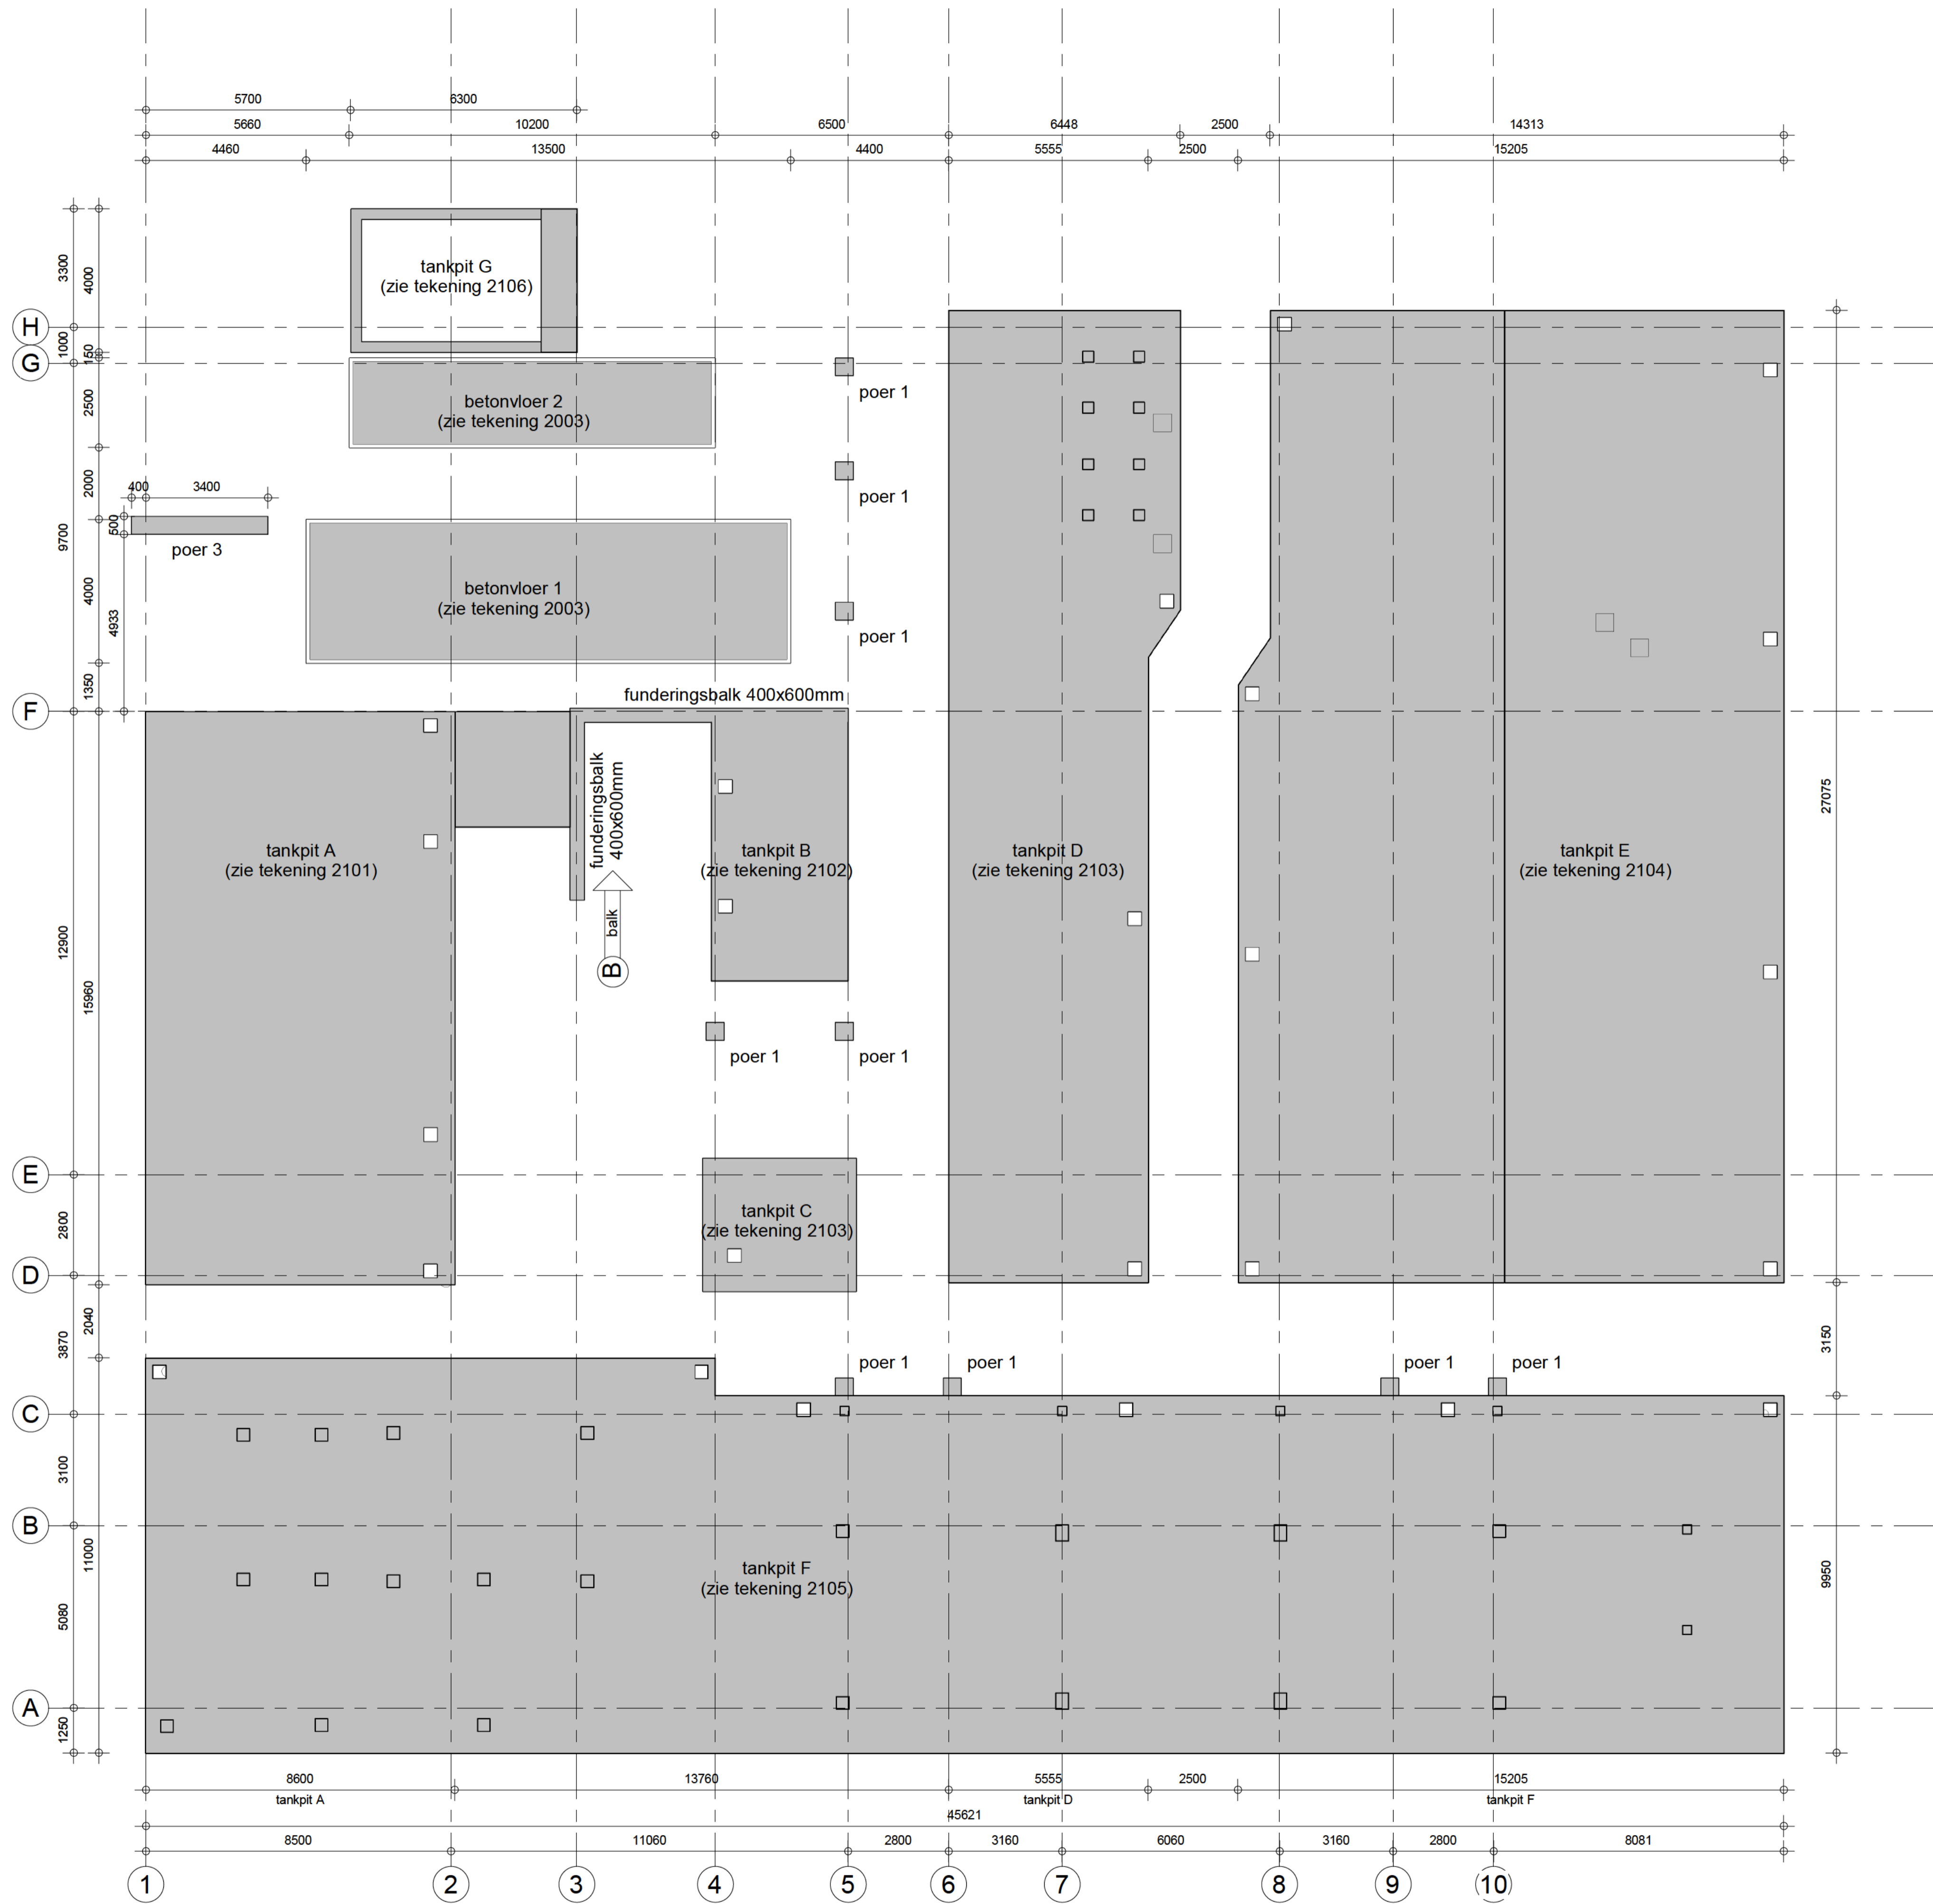 5700 6300
5660 10200 6500 6448 2500 14313
4460 13500 4400 5555 2500 15205
3300
4000
tankpit G
(zie tekening 2106)
H
1000
150
G
betonvloer 2
(zie tekening 2003)
poer 1
2500
2000
400 3400
500
poer 3
poer 1
9700
4000
4933
betonvloer 1
(zie tekening 2003)
poer 1
1350
funderingsbalk 400x600mm
F
funderingsbalk
400x600mm
balk
B
27075
tankpit A
(zie tekening 2101)
tankpit B
(zie tekening 2102)
tankpit D
(zie tekening 2103)
tankpit E
(zie tekening 2104)
12900
15960
poer 1
poer 1
E
2800
tankpit C
(zie tekening 2103)
D
2040
3870
3150
poer 1
poer 1
poer 1
poer 1
C
3100
B
11000
5080
9950
tankpit F
(zie tekening 2105)
A
1250
8600 13760 5555 2500 15205
tankpit A tankpit D tankpit F
45621
8500 11060 2800 3160 6060 3160 2800 8081
1 2 3 4 5 6 7 8 9 10